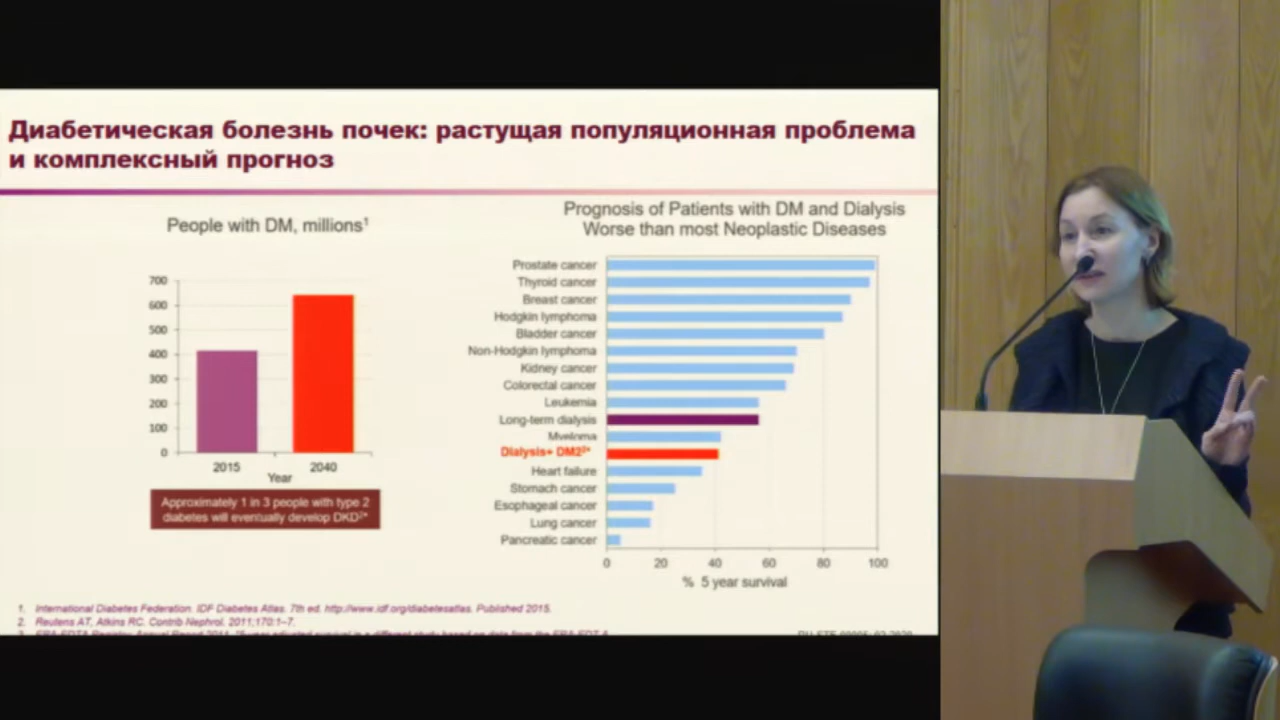 Диабетическая болезнь почек: растущая популяционная проблема
и комплексный прогноз
People with DM, millions¹
700
600
500
400
300
200
100
0
2015
2040
Year
Approximately 1 in 3 people with type 2
diabetes will eventually develop DKD²*
Prognosis of Patients with DM and Dialysis
Worse than most Neoplastic Diseases
Prostate cancer
Thyroid cancer
Breast cancer
Hodgkin lymphoma
Bladder cancer
Non-Hodgkin lymphoma
Kidney cancer
Colorectal cancer
Leukemia
Long-term dialysis
Myeloma
Dialysis+ DM2³*
Heart failure
Stomach cancer
Esophageal cancer
Lung cancer
Pancreatic cancer
0
20
40
60
80
100
% 5 year survival
1. International Diabetes Federation. IDF Diabetes Atlas. 7th ed. http://www.idf.org/diabetesatlas. Published 2015.
2. Reutens AT, Atkins RC. Contrib Nephrol. 2011;170:1–7.